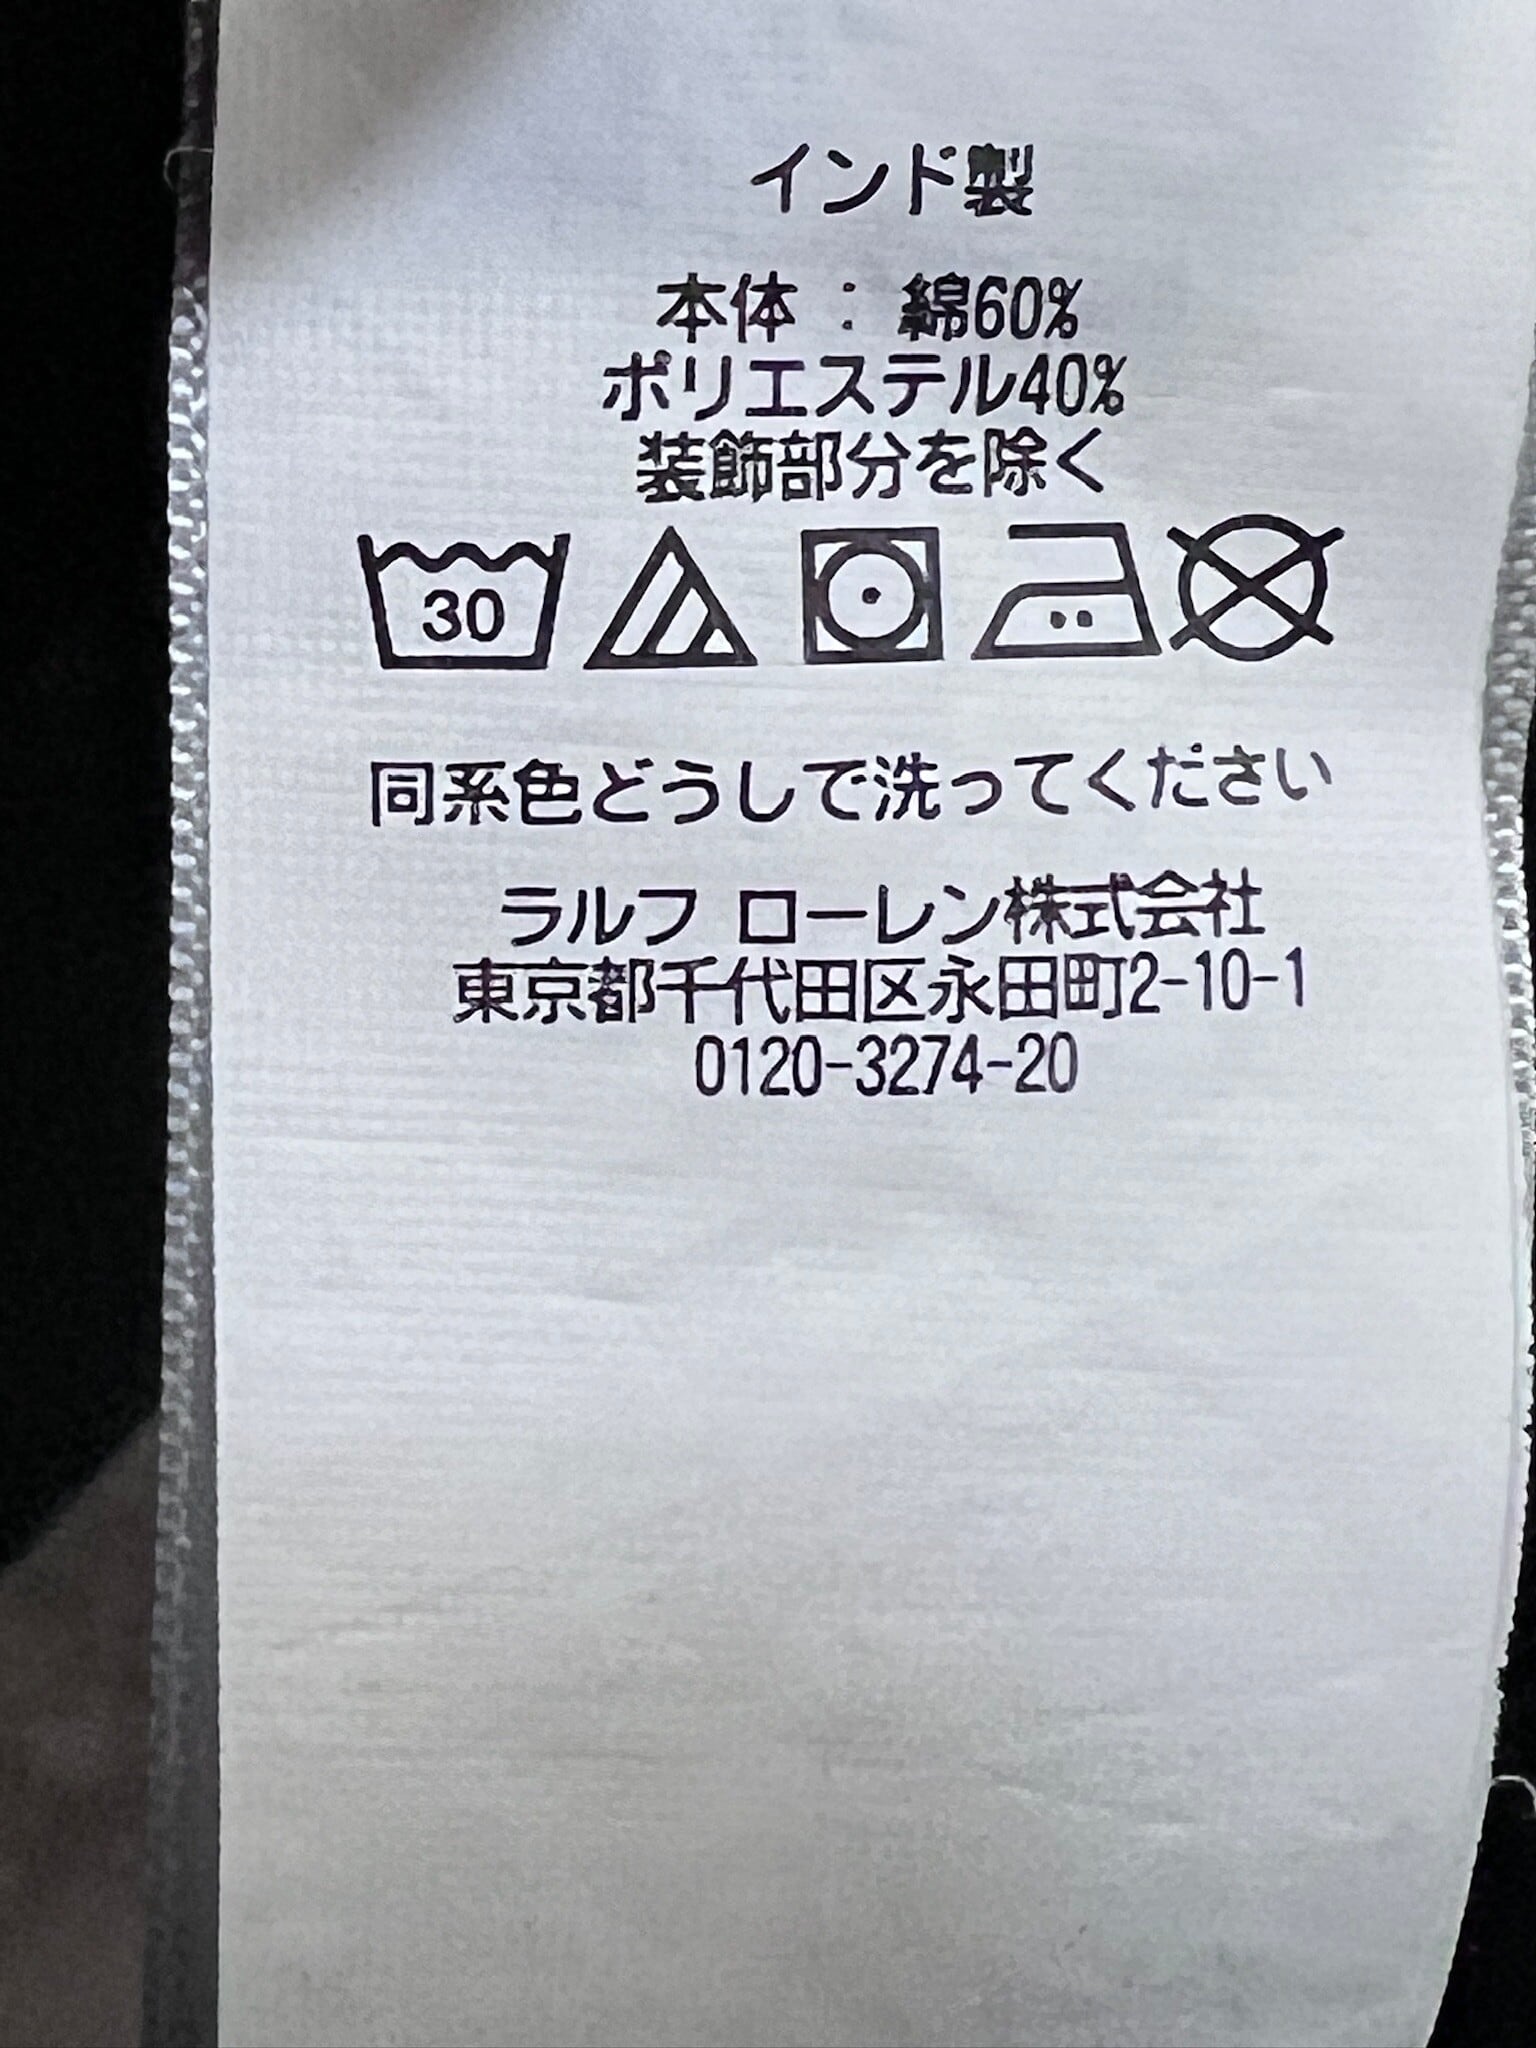 インド製
本体 : 綿60%
ポリエステル40%
装飾部分を除く
30
同系色どうしで洗ってください
ラルフ ローレン株式会社
東京都千代田区永田町2-10-1
0120-3274-20